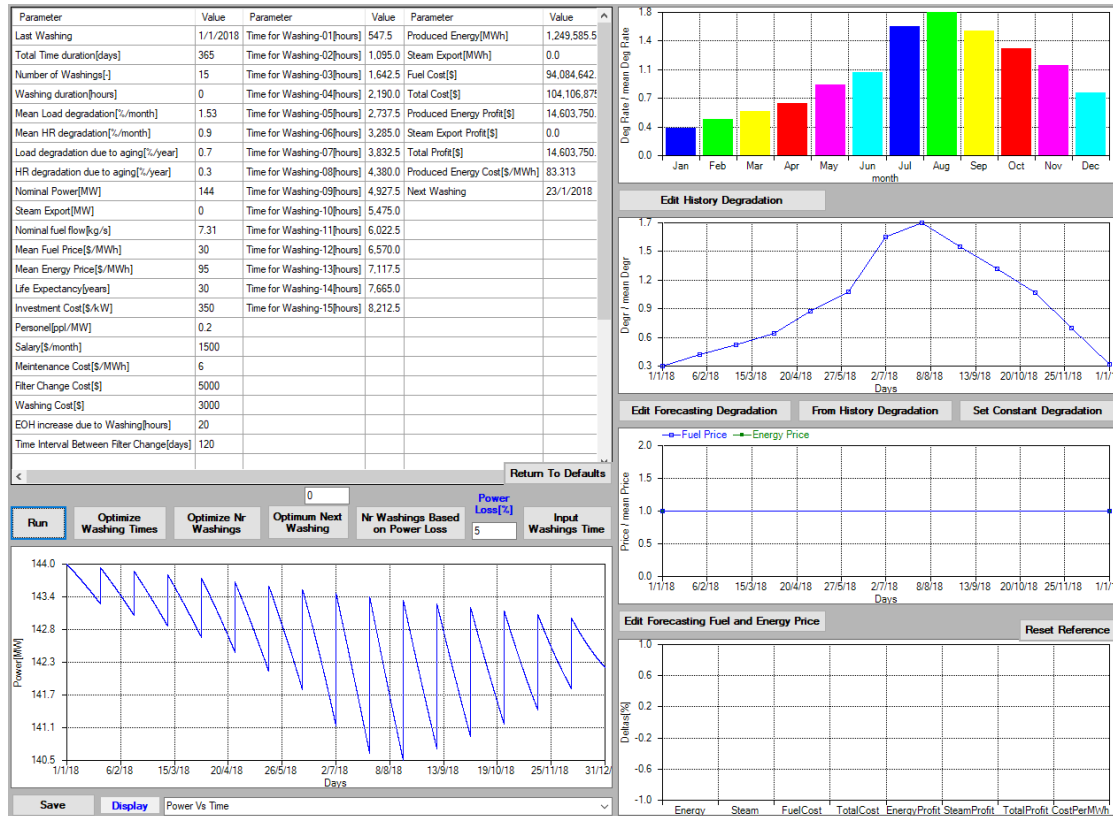 Parameter Value Parameter Value Parameter Value
Last Washing 1/1/2018 Time for Washing-01[hours] 547.5 Produced Energy[MWh] 1,249,585.5
Total Time duration[days] 365 Time for Washing-02[hours] 1,095.0 Steam Export[MWh] 0.0
Number of Washings[-] 15 Time for Washing-03[hours] 1,642.5 Fuel Cost[$] 94,084,642.
Washing duration[hours] 0 Time for Washing-04[hours] 2,190.0 Total Cost[$] 104,106,875
Mean Load degradation[%/month] 1.53 Time for Washing-05[hours] 2,737.5 Produced Energy Profit[$] 14,603,750.
Mean HR degradation[%/month] 0.9 Time for Washing-06[hours] 3,285.0 Steam Export Profit[$] 0.0
Load degradation due to aging[%/year] 0.7 Time for Washing-07[hours] 3,832.5 Total Profit[$] 14,603,750.
HR degradation due to aging[%/year] 0.3 Time for Washing-08[hours] 4,380.0 Produced Energy Cost[$/MWh] 83.313
Nominal Power[MW] 144 Time for Washing-09[hours] 4,927.5 Next Washing 23/1/2018
Steam Export[MW] 0 Time for Washing-10[hours] 5,475.0
Nominal fuel flow[kg/s] 7.31 Time for Washing-11[hours] 6,022.5
Mean Fuel Price[$/MWh] 30 Time for Washing-12[hours] 6,570.0
Mean Energy Price[$/MWh] 95 Time for Washing-13[hours] 7,117.5
Life Expectancy[years] 30 Time for Washing-14[hours] 7,665.0
Investment Cost[$/kW] 350 Time for Washing-15[hours] 8,212.5
Personel[ppl/MW] 0.2
Salary[$/month] 1500
Meintenance Cost[$/MWh] 6
Filter Change Cost[$] 5000
Washing Cost[$] 3000
EOH increase due to Washing[hours] 20
Time Interval Between Filter Change[days] 120
Return To Defaults
0
Power
Loss[%]
Run
Optimize
Washing Times
Optimize Nr
Washings
Optimum Next
Washing
Nr Washings Based
on Power Loss
5
Input
Washings Time
144.0
143.4
142.8
142.3
141.7
141.1
140.5
Power[MW]
1/1/18 6/2/18 15/3/18 20/4/18 26/5/18 2/7/18 8/8/18 13/9/18 19/10/18 25/11/18 31/12/
Days
Save Display Power Vs Time
1.8
1.4
1.1
0.7
0.4
0.0
Deg Rate / mean Deg Rate
Jan Feb Mar Apr May Jun Jul Aug Sep Oct Nov Dec
month
Edit History Degradation
1.7
1.5
1.2
0.9
0.6
0.3
Degr / mean Degr
1/1/18 6/2/18 15/3/18 20/4/18 27/5/18 2/7/18 8/8/18 13/9/18 20/10/18 25/11/18 1/1/
Days
Edit Forecasting Degradation From History Degradation Set Constant Degradation
Fuel Price Energy Price
2.0
1.5
1.0
0.5
0.0
Price / mean Price
1/1/18 6/2/18 15/3/18 20/4/18 27/5/18 2/7/18 8/8/18 13/9/18 20/10/18 25/11/18 1/1/
Days
Edit Forecasting Fuel and Energy Price
Reset Reference
1.0
0.6
0.2
-0.2
-0.6
-1.0
Deltas[%]
Energy Steam FuelCost TotalCost EnergyProfit SteamProfit TotalProfit CostPerMWh